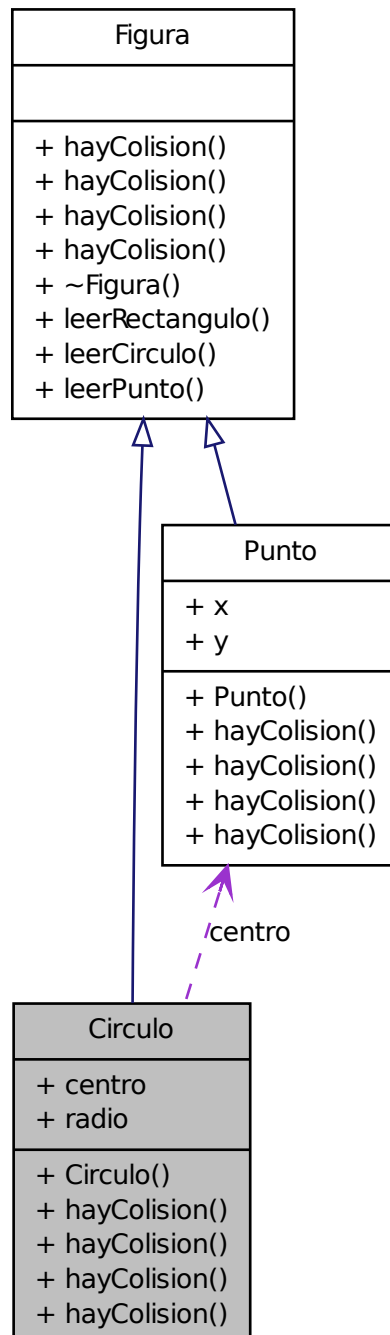 Figura
+ hayColision()
+ hayColision()
+ hayColision()
+ hayColision()
+ ~Figura()
+ leerRectangulo()
+ leerCirculo()
+ leerPunto()
Punto
+ x
+ y
+ Punto()
+ hayColision()
+ hayColision()
+ hayColision()
+ hayColision()
centro
Circulo
+ centro
+ radio
+ Circulo()
+ hayColision()
+ hayColision()
+ hayColision()
+ hayColision()